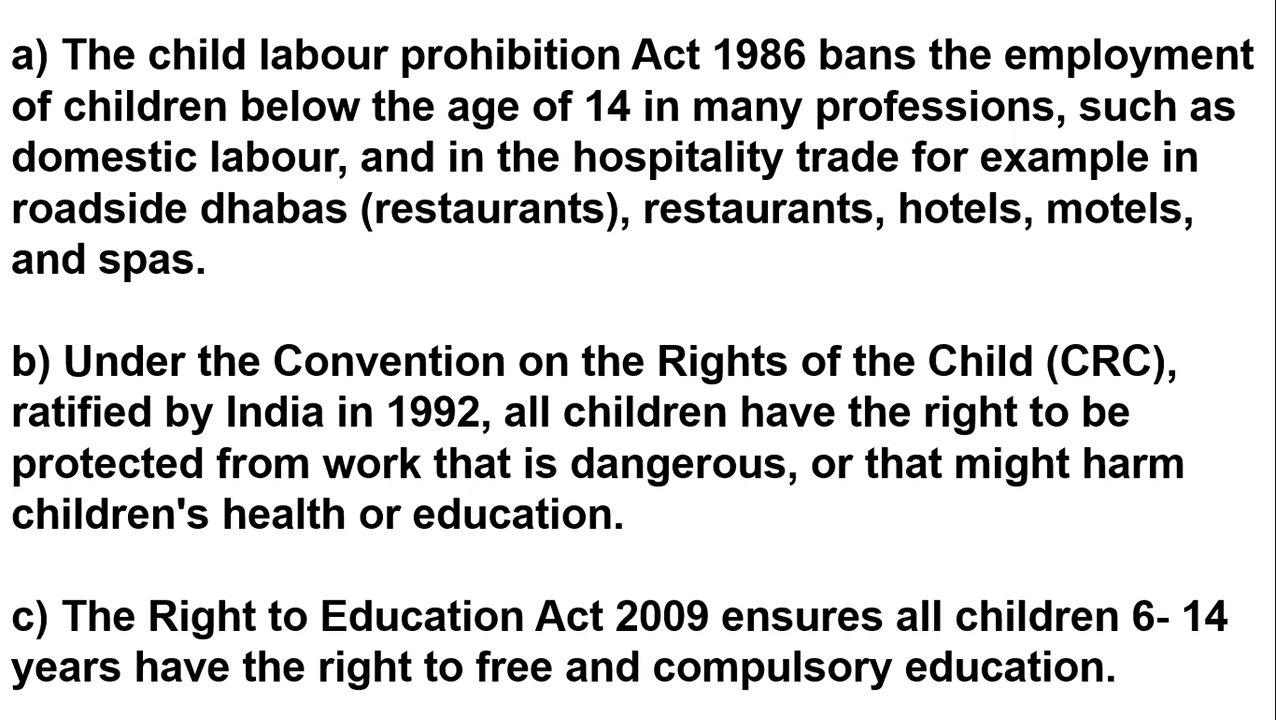 a) The child labour prohibition Act 1986 bans the employment
of children below the age of 14 in many professions, such as
domestic labour, and in the hospitality trade for example in
roadside dhabas (restaurants), restaurants, hotels, motels,
and spas.
b) Under the Convention on the Rights of the Child (CRC),
ratified by India in 1992, all children have the right to be
protected from work that is dangerous, or that might harm
children's health or education.
c) The Right to Education Act 2009 ensures all children 6- 14
years have the right to free and compulsory education.